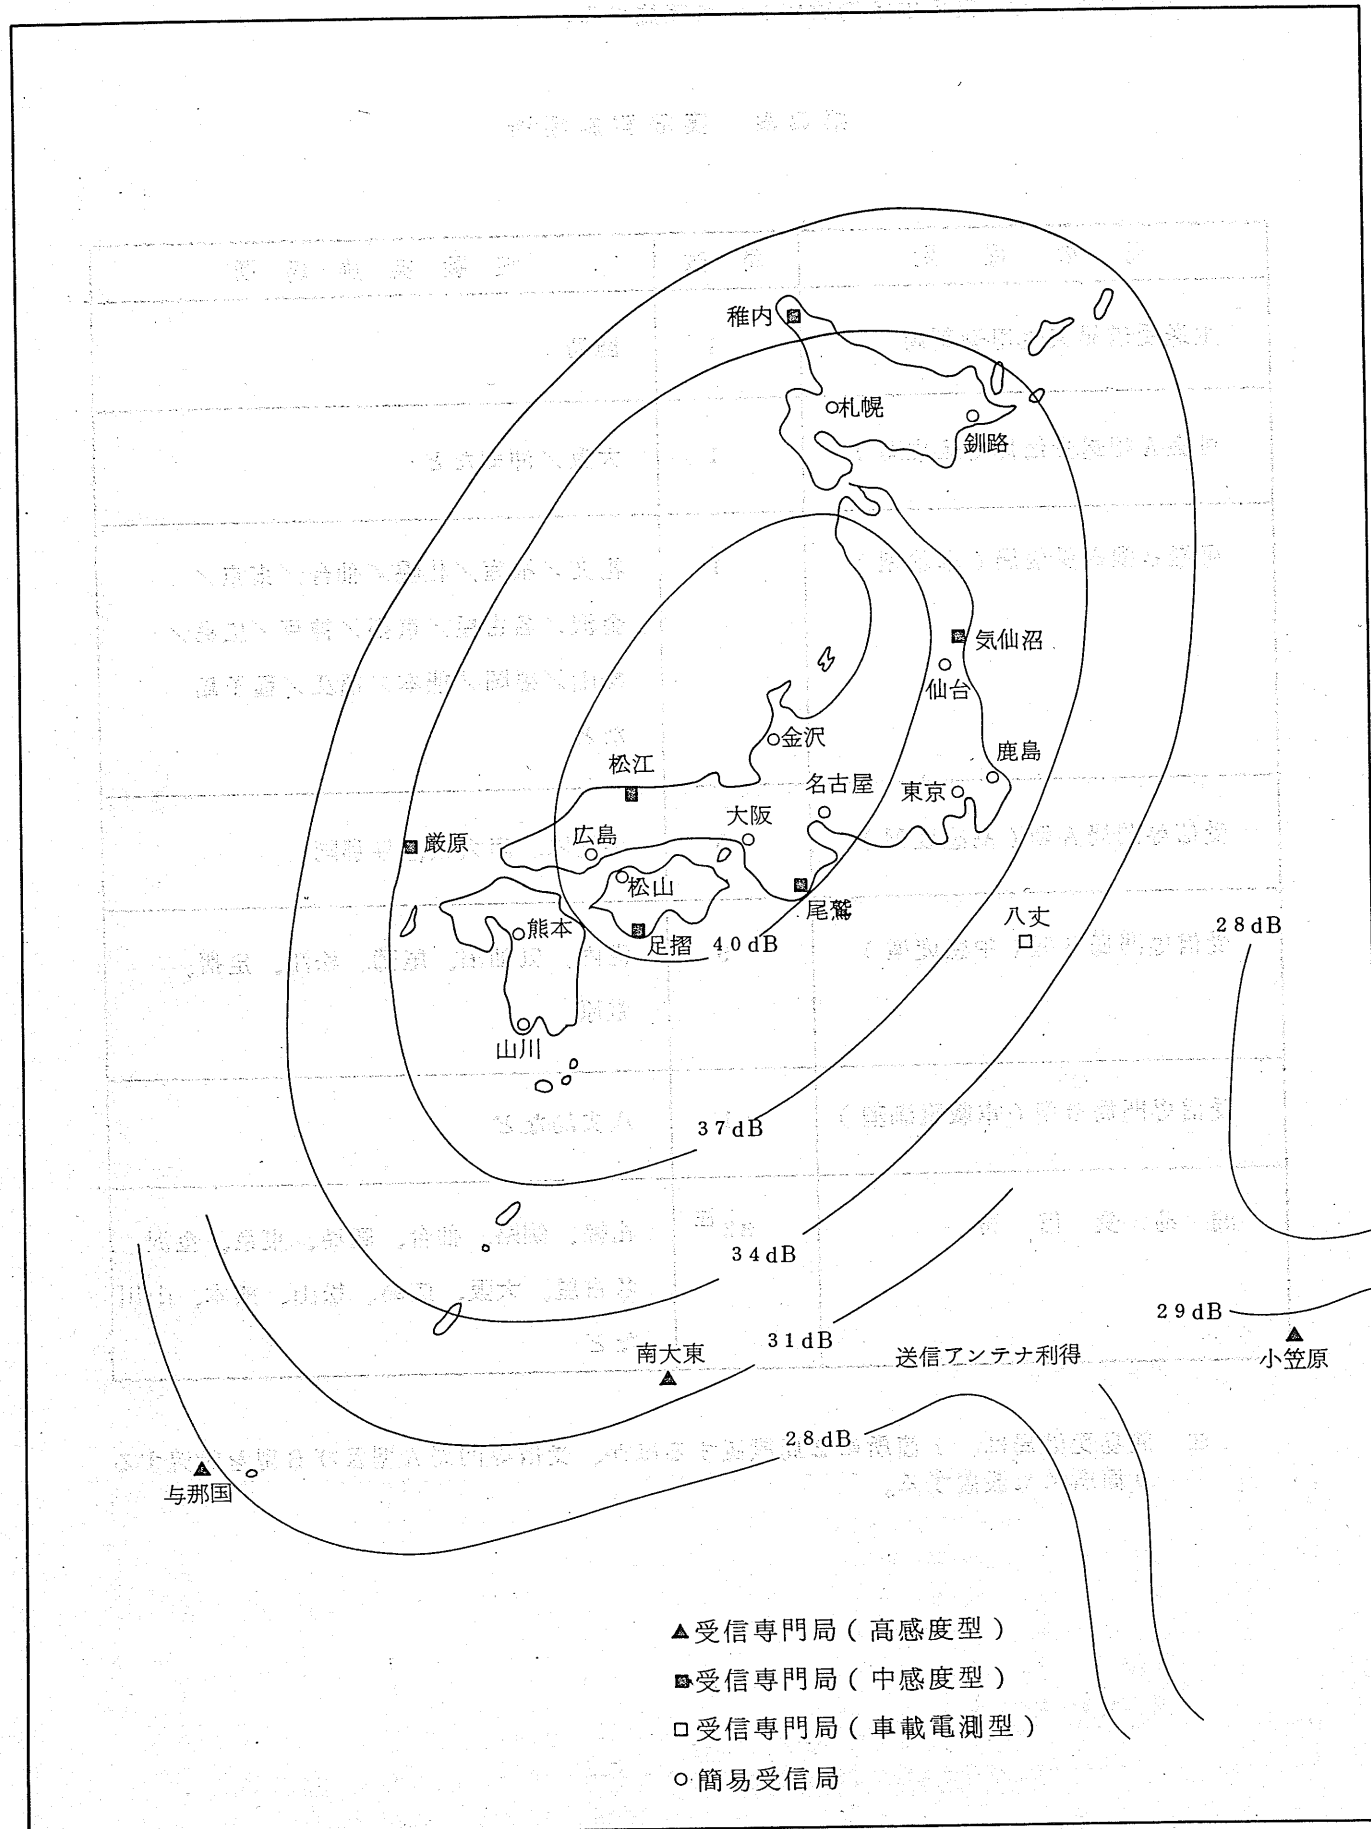 稚内
札幌
釧路
気仙沼
仙台
金沢
鹿島
松江
名古屋
東京
大阪
厳原
広島
松山
尾鷲
八丈
28dB
熊本
足摺
40dB
山川
37dB
34dB
29dB
31dB
南大東
送信アンテナ利得
小笠原
28dB
与那国
▲受信専門局(高感度型)
■受信専門局(中感度型)
□受信専門局(車載電測型)
○簡易受信局